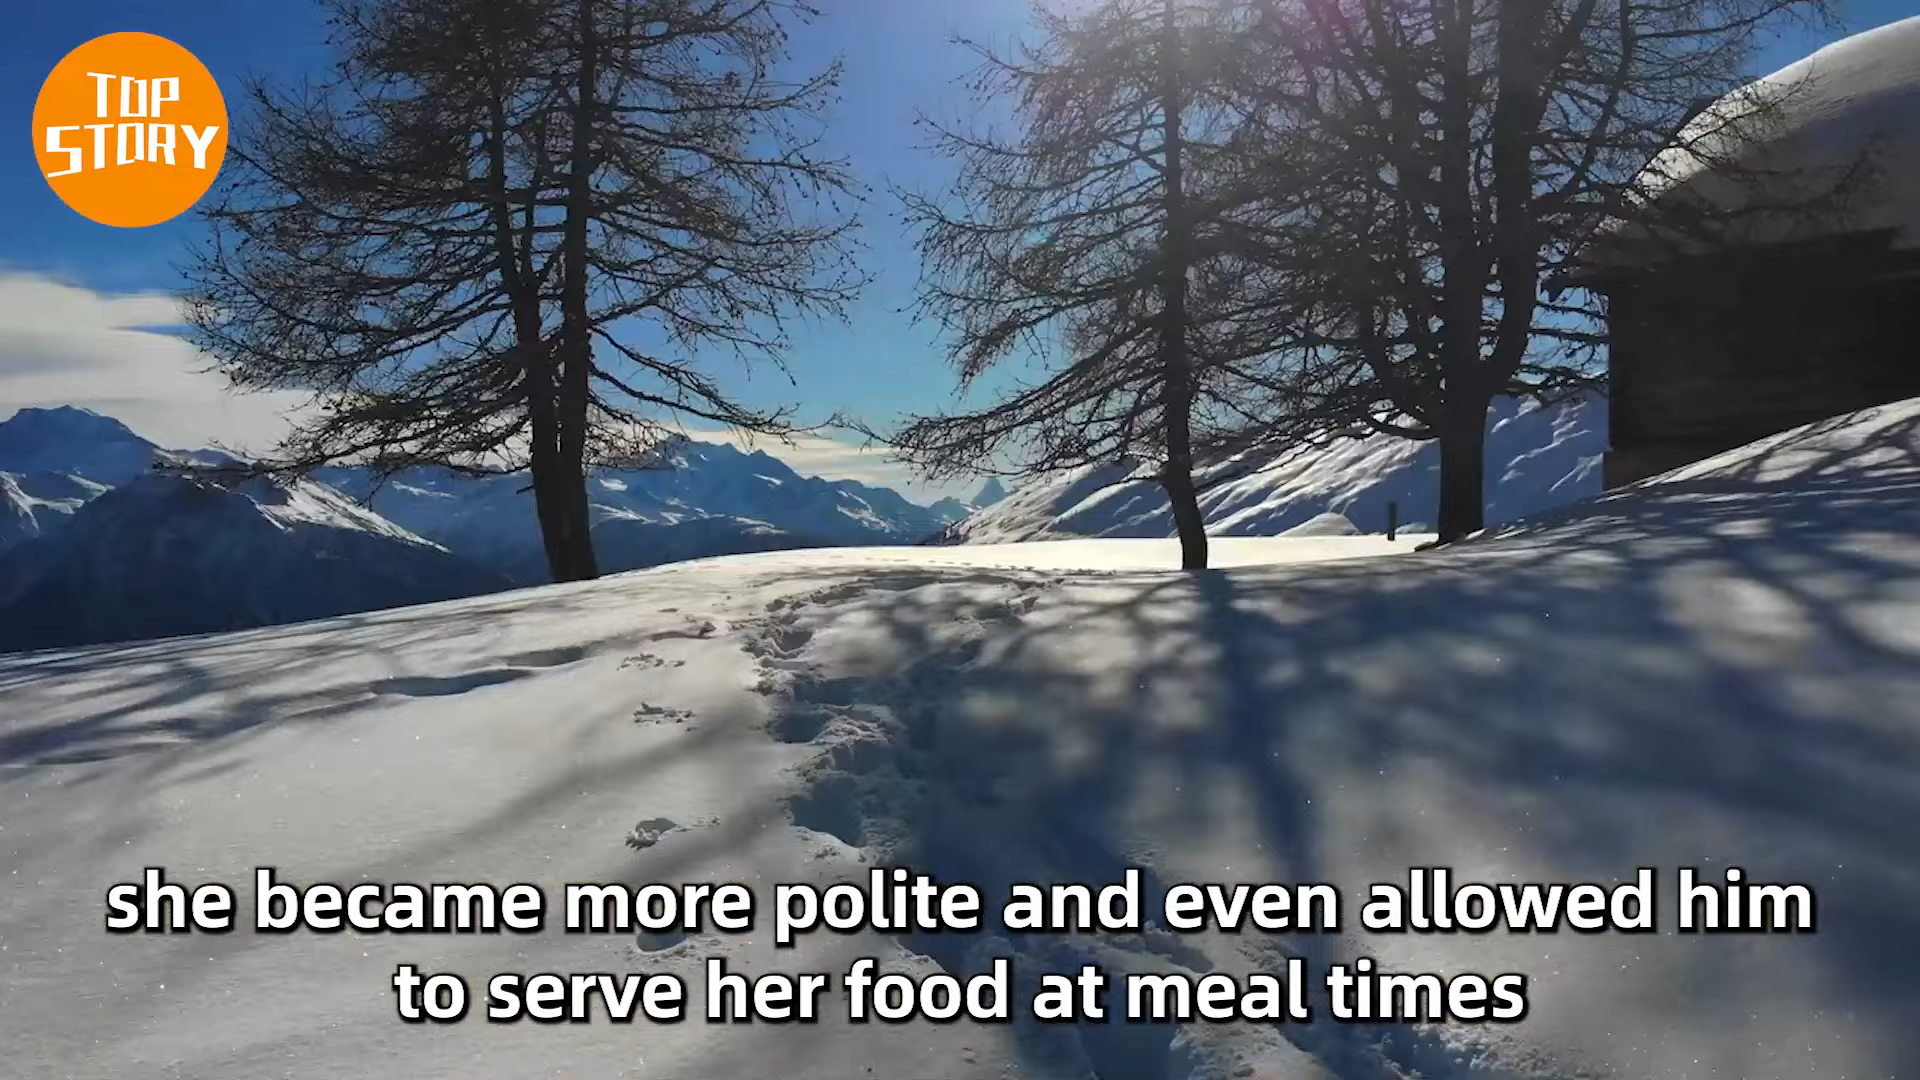 TOP
STORY
she became more polite and even allowed him
to serve her food at meal times